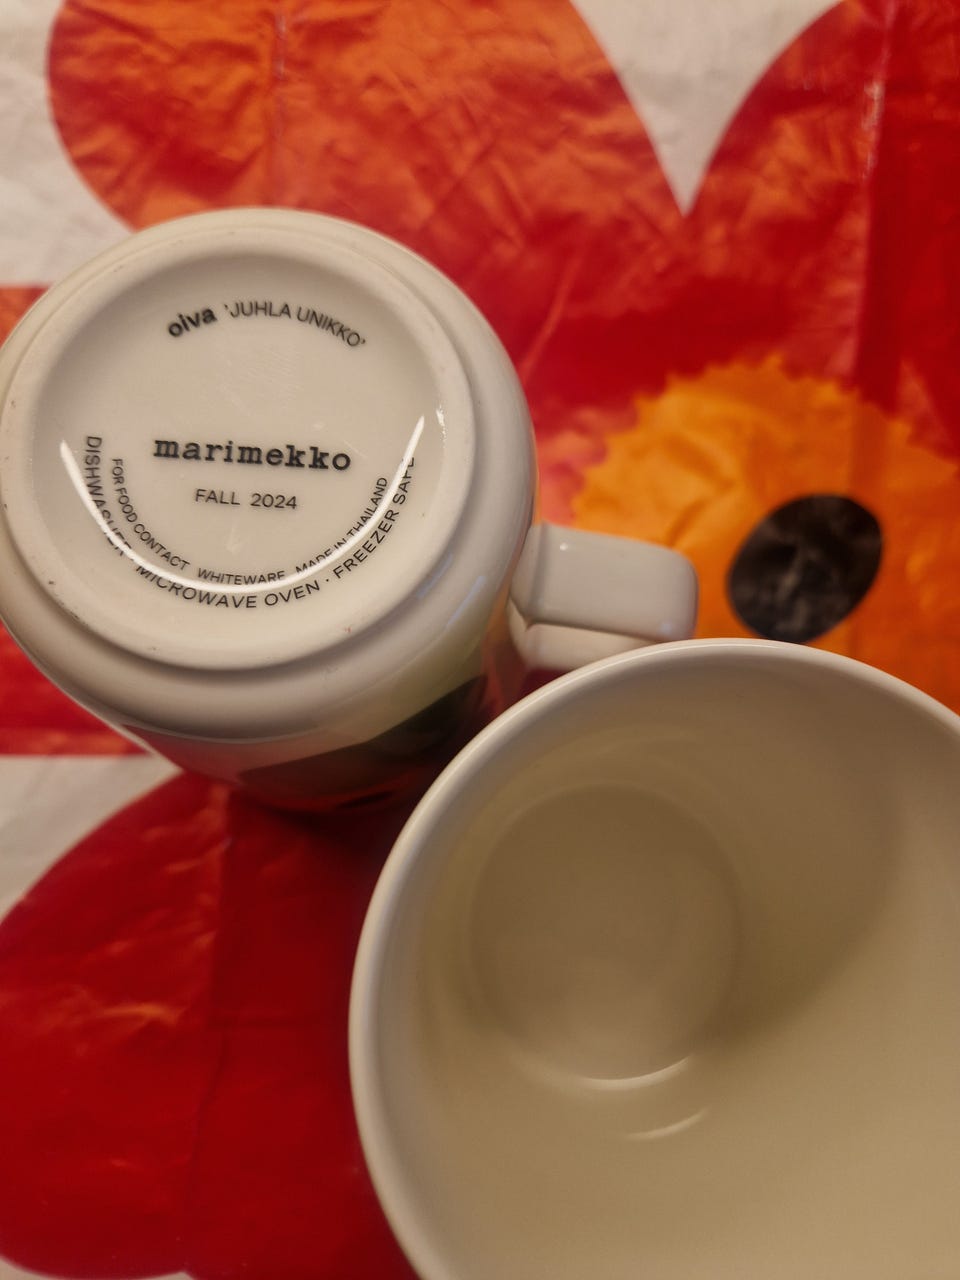 oiva 'JUHLA UNIKKO'
marimekko
FALL 2024
FOR FOOD CONTACT WHITEWARE MADE IN THAILAND
DISHWASHER · MICROWAVE OVEN · FREEZER SAFE